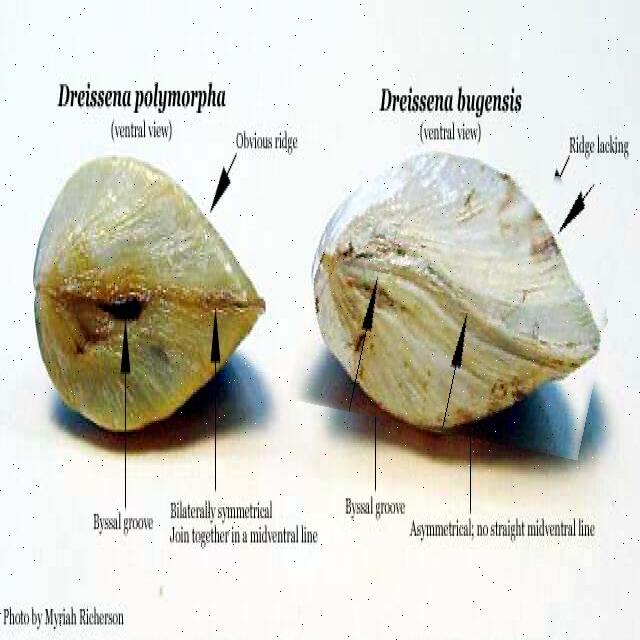 Dreissena polymorpha
(ventral view)
Obvious ridge
Byssal groove
Bilaterally symmetrical
Join together in a midventral line
Dreissena bugensis
(ventral view)
Ridge lacking
Byssal groove
Asymmetrical; no straight midventral line
Photo by Myriah Richerson